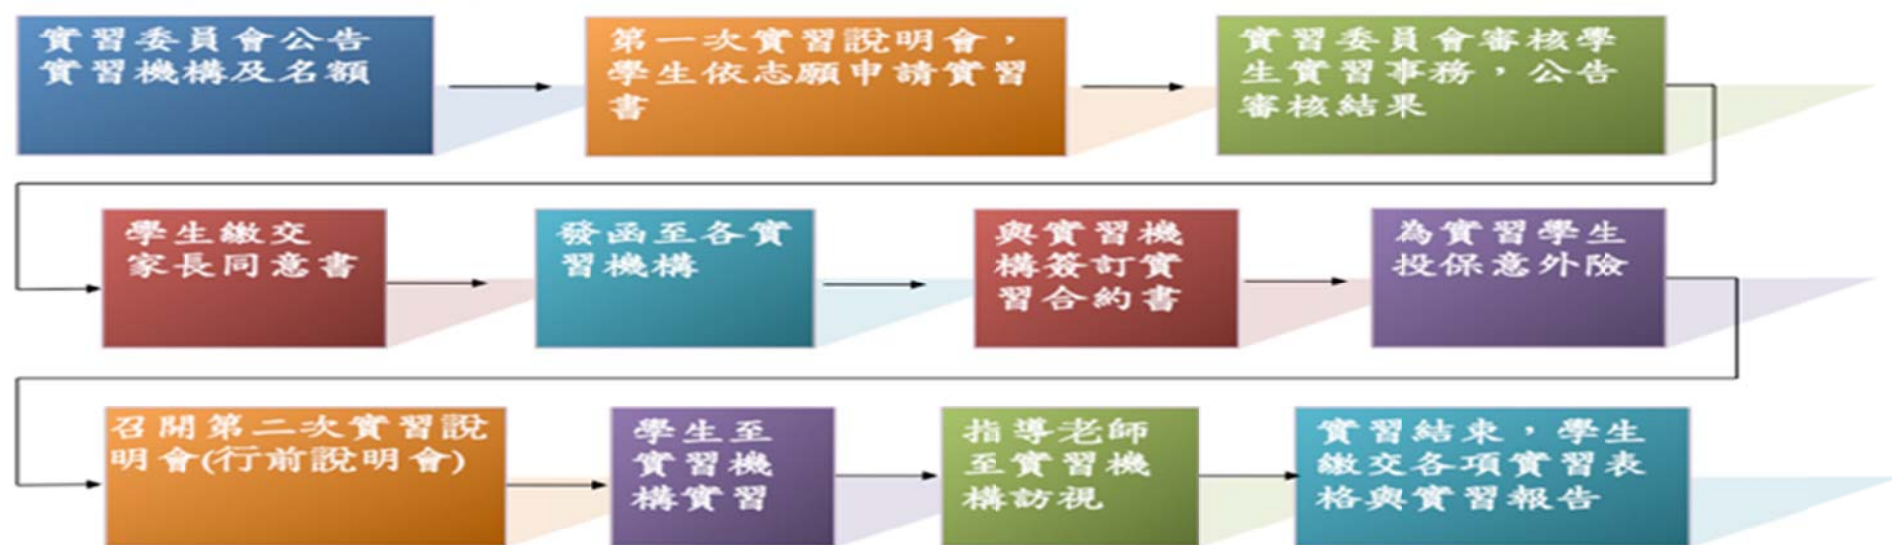 實習委員會公告
實習機構及名額
第一次實習說明會，
學生依志願申請實習
書
實習委員會審核學
生實習事務，公告
審核結果
學生繳交
家長同意書
發函至各實
習機構
與實習機
構簽訂實
習合約書
為實習學生
投保意外險
召開第二次實習說
明會(行前說明會)
學生至
實習機
構實習
指導老師
至實習機
構訪視
實習結束，學生
繳交各項實習表
格與實習報告